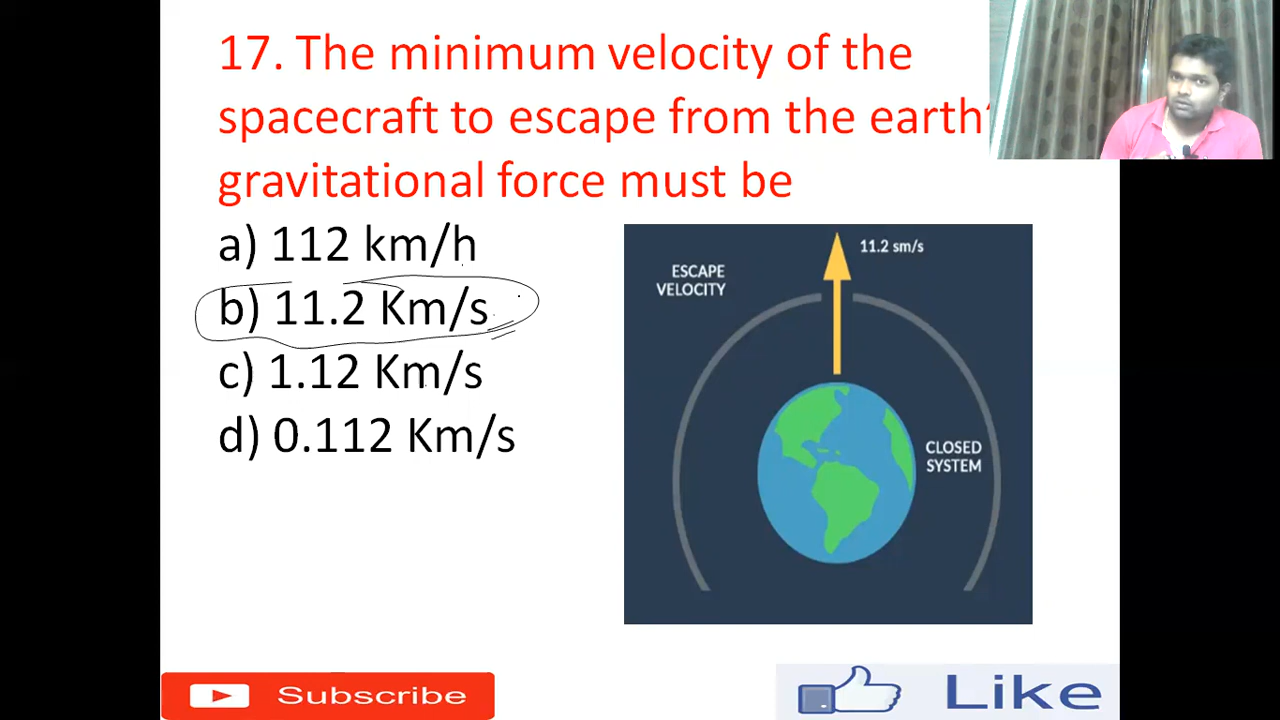 17. The minimum velocity of the
spacecraft to escape from the earth'
gravitational force must be
a) 112 km/h
b) 11.2 Km/s
c) 1.12 Km/s
d) 0.112 Km/s
11.2 sm/s
ESCAPE
VELOCITY
CLOSED
SYSTEM
Subscribe
Like